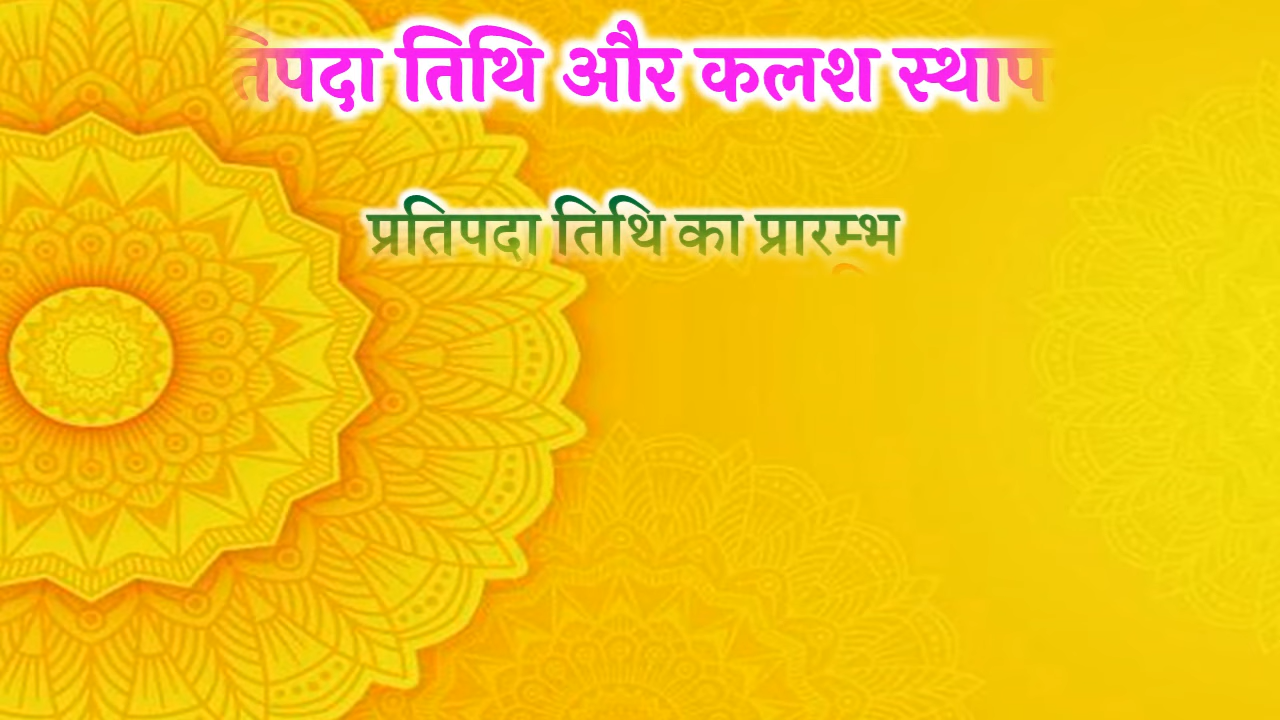 तिपदा तिथि और कलश स्थाप
प्रतिपदा तिथि का प्रारम्भ